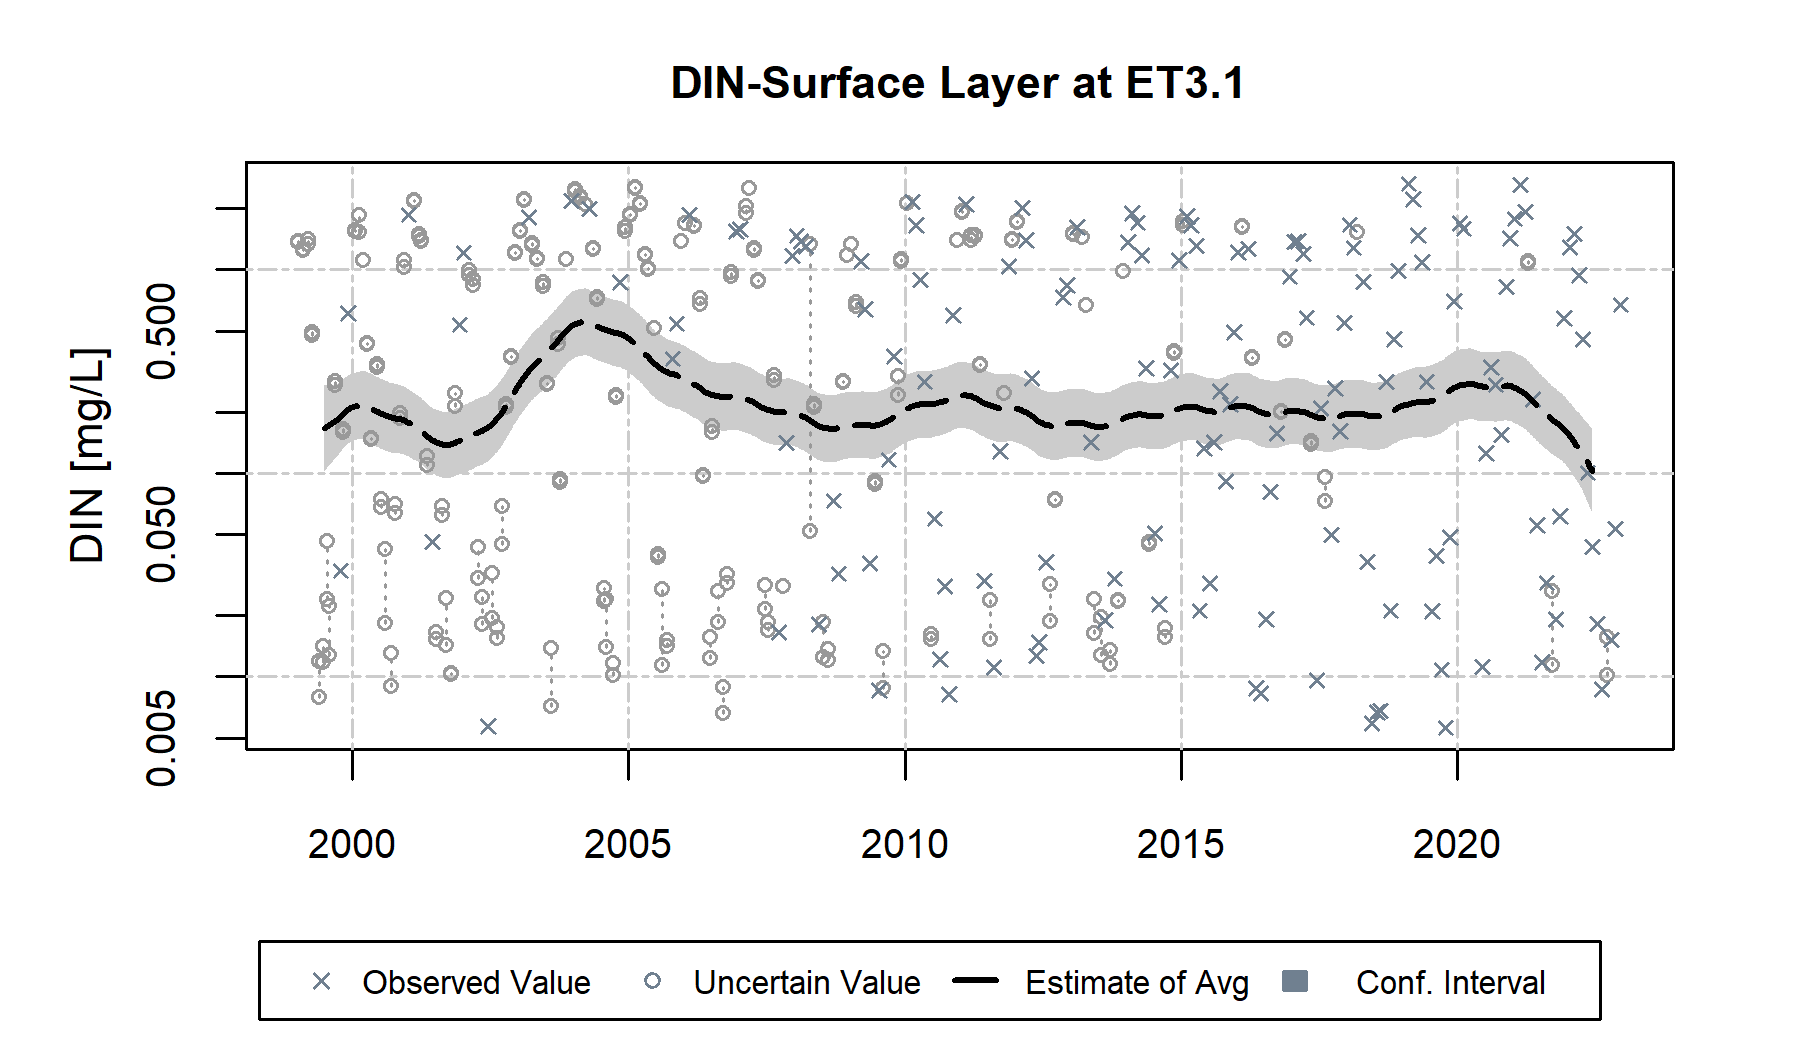 DIN-Surface Layer at ET3.1
DIN [mg/L]
0.500
0.050
0.005
2000 2005 2010 2015 2020
Observed Value Uncertain Value Estimate of Avg Conf. Interval